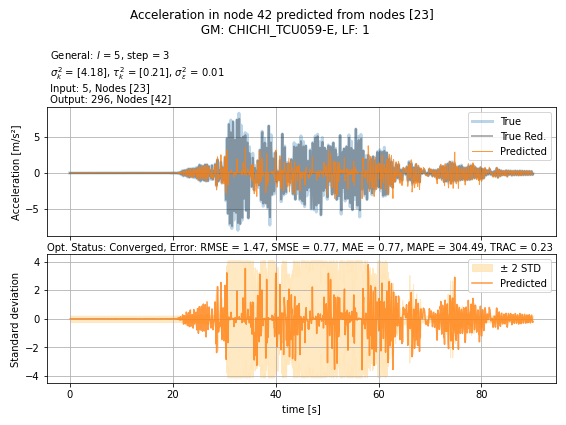 Acceleration in node 42 predicted from nodes [23]
GM: CHICHI_TCU059-E, LF: 1
General: l = 5, step = 3
σ²ₖ = [4.18], τ²ₖ = [0.21], σ²ε = 0.01
Input: 5, Nodes [23]
Output: 296, Nodes [42]
Acceleration [m/s²]
5
0
−5
True
True Red.
Predicted
Opt. Status: Converged, Error: RMSE = 1.47, SMSE = 0.77, MAE = 0.77, MAPE = 304.49, TRAC = 0.23
Standard deviation
4
2
0
−2
−4
± 2 STD
Predicted
0 20 40 60 80
time [s]